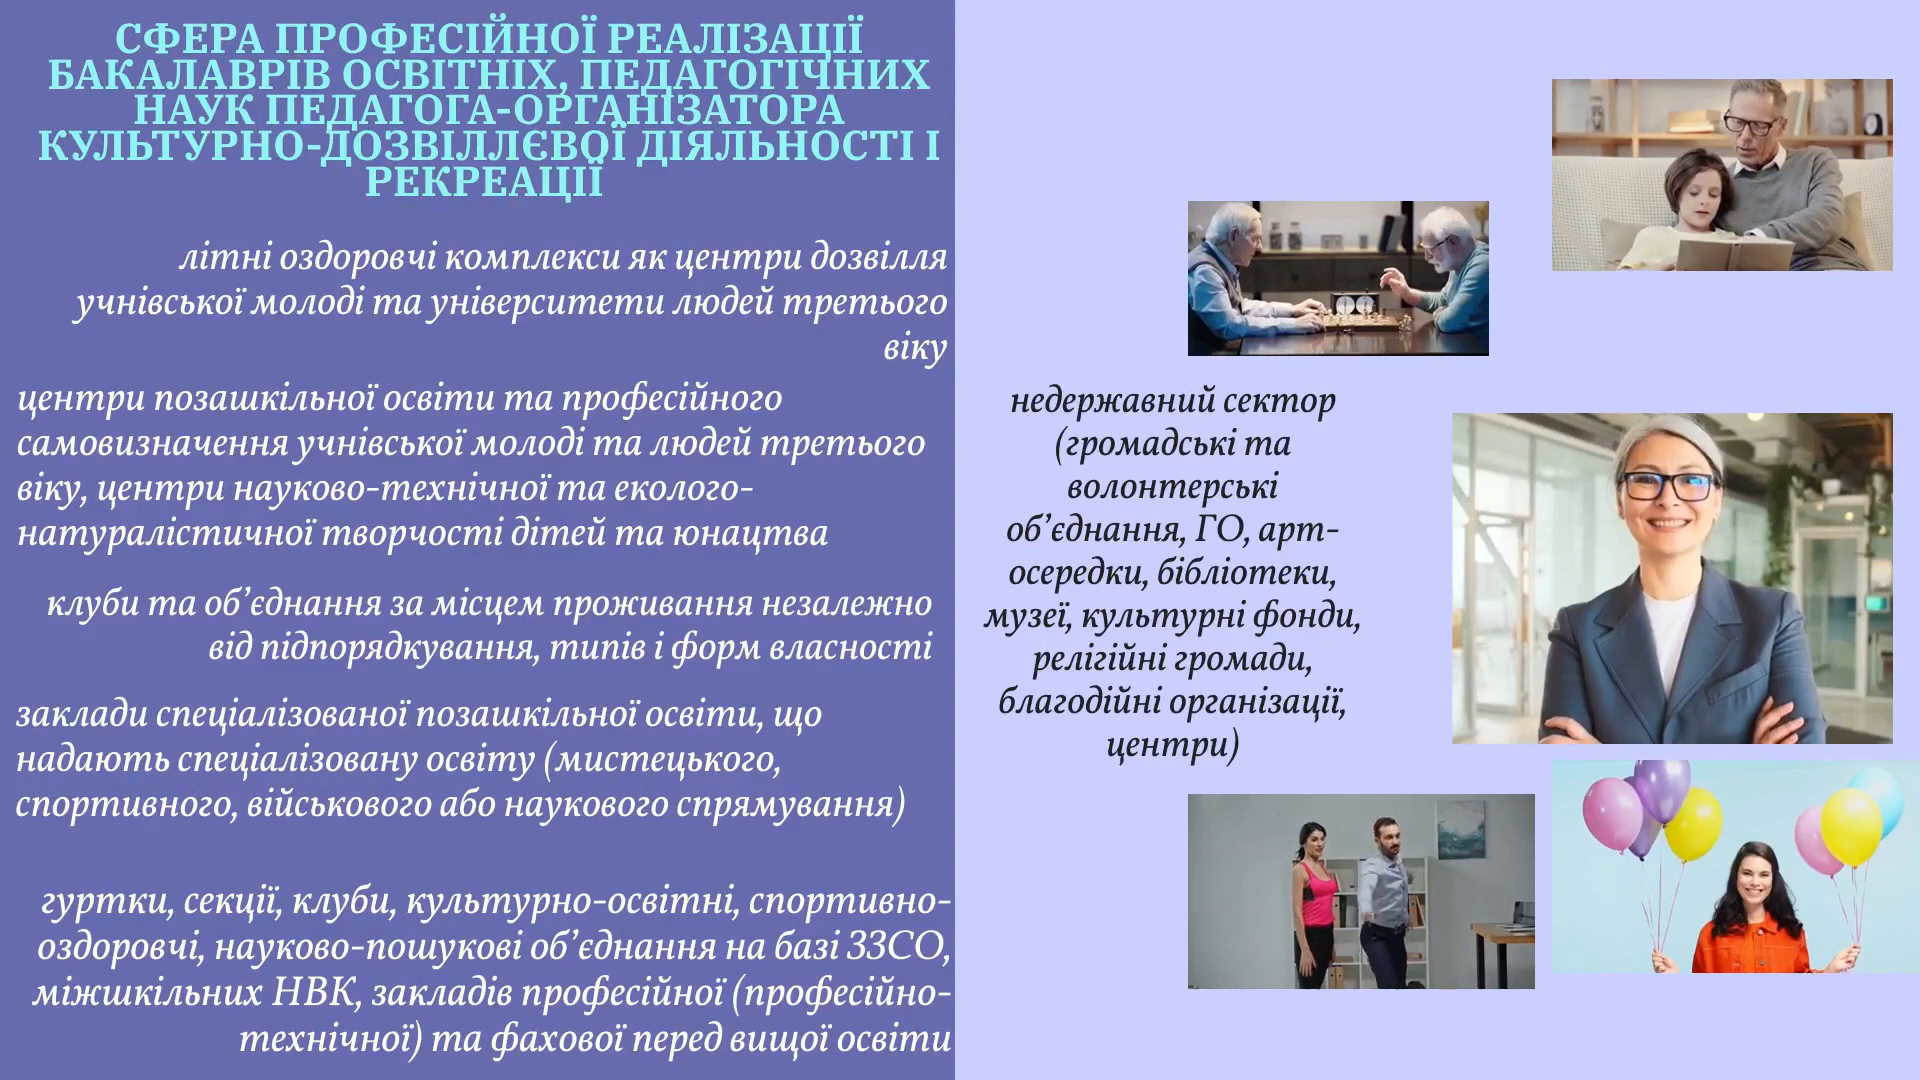 СФЕРА ПРОФЕСІЙНОЇ РЕАЛІЗАЦІЇ
БАКАЛАВРІВ ОСВІТНІХ, ПЕДАГОГІЧНИХ
НАУК ПЕДАГОГА-ОРГАНІЗАТОРА
КУЛЬТУРНО-ДОЗВІЛЛЄВОЇ ДІЯЛЬНОСТІ І
РЕКРЕАЦІЇ
літні оздоровчі комплекси як центри дозвілля
учнівської молоді та університети людей третього
віку
центри позашкільної освіти та професійного
самовизначення учнівської молоді та людей третього
віку, центри науково-технічної та еколого-
натуралістичної творчості дітей та юнацтва
клуби та об’єднання за місцем проживання незалежно
від підпорядкування, типів і форм власності
заклади спеціалізованої позашкільної освіти, що
надають спеціалізовану освіту (мистецького,
спортивного, військового або наукового спрямування)
гуртки, секції, клуби, культурно-освітні, спортивно-
оздоровчі, науково-пошукові об’єднання на базі ЗЗСО,
міжшкільних НВК, закладів професійної (професійно-
технічної) та фахової перед вищої освіти
недержавний сектор
(громадські та
волонтерські
об’єднання, ГО, арт-
осередки, бібліотеки,
музеї, культурні фонди,
релігійні громади,
благодійні організації,
центри)